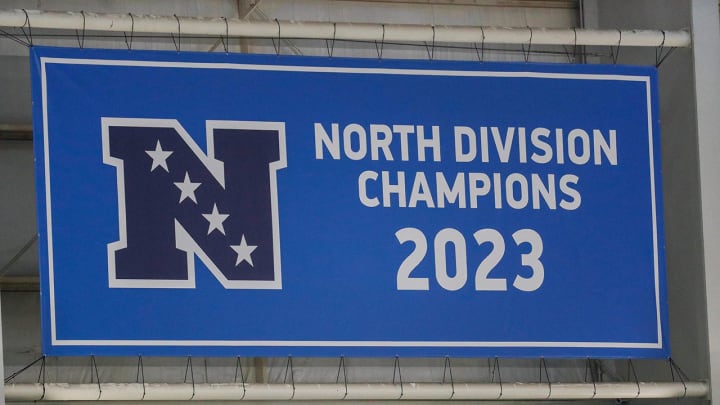 N
NORTH DIVISION
CHAMPIONS
2023